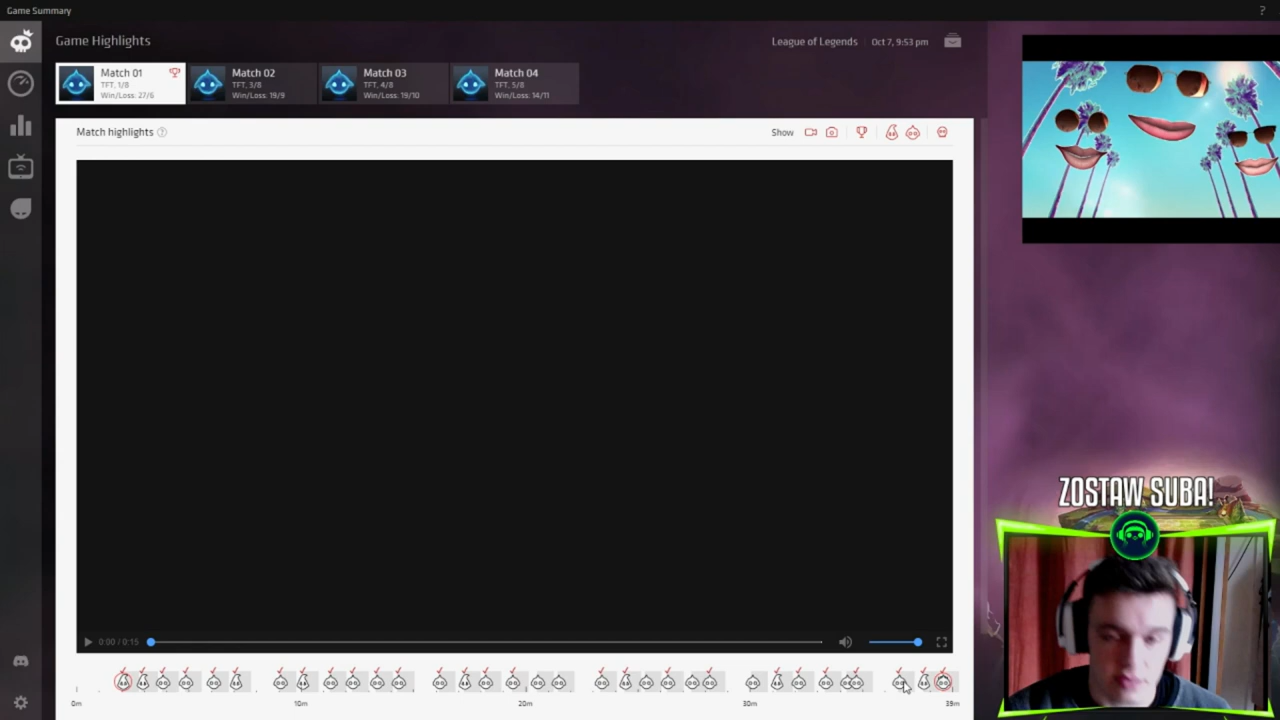 Game Summary
?
Game Highlights
League of Legends
Oct 7, 9:53 pm
Match 01
TFT, 1/8
Win/Loss: 27/6
Match 02
TFT, 3/8
Win/Loss: 19/9
Match 03
TFT, 4/8
Win/Loss: 19/10
Match 04
TFT, 5/8
Win/Loss: 14/11
Match highlights ?
Show
ZOSTAW SUBA!
0:00 / 0:15
0m
10m
20m
30m
39m